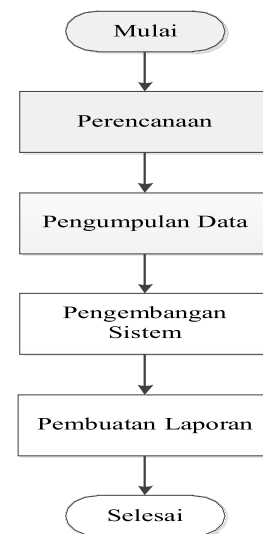 Mulai
Perencanaan
Pengumpulan Data
Pengembangan
Sistem
Pembuatan Laporan
Selesai